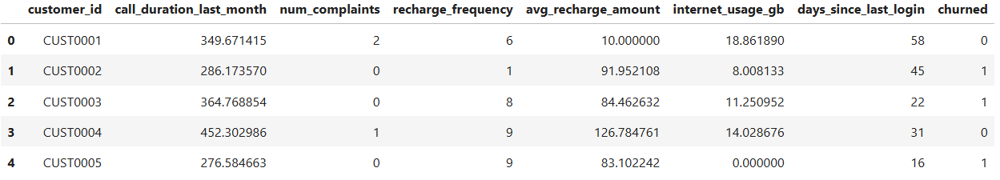 customer_id call_duration_last_month num_complaints recharge_frequency avg_recharge_amount internet_usage_gb days_since_last_login churned
0 CUST0001 349.671415 2 6 10.000000 18.861890 58 0
1 CUST0002 286.173570 0 1 91.952108 8.008133 45 1
2 CUST0003 364.768854 0 8 84.462632 11.250952 22 1
3 CUST0004 452.302986 1 9 126.784761 14.028676 31 0
4 CUST0005 276.584663 0 9 83.102242 0.000000 16 1